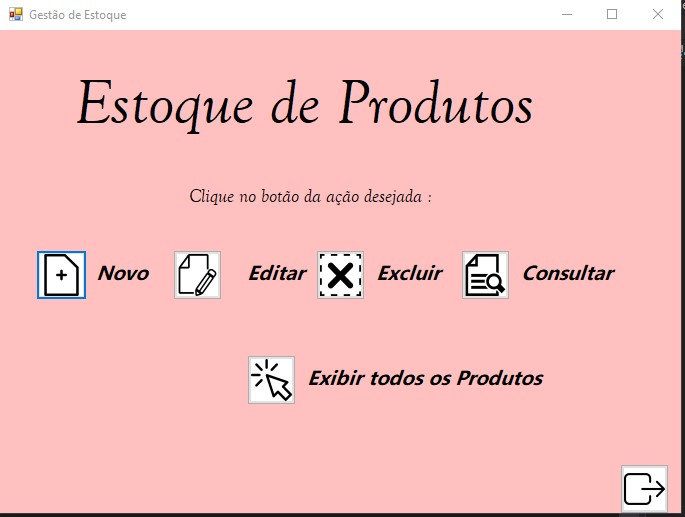 Gestão de Estoque
Estoque de Produtos
Clique no botão da ação desejada :
Novo Editar Excluir Consultar
Exibir todos os Produtos